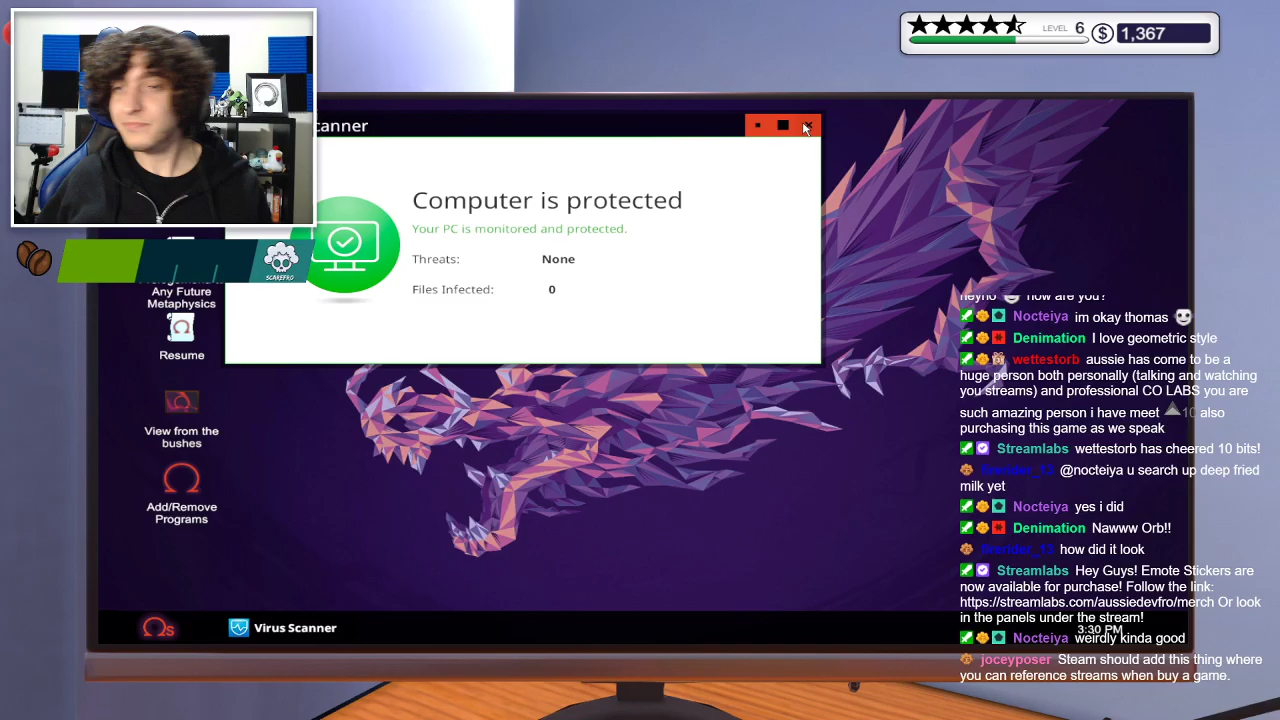 LEVEL 6 $ 1,367
canner
Computer is protected
Your PC is monitored and protected.
Threats: None
Files Infected: 0
SCAREFRO
Any Future
Metaphysics
Resume
View from the
bushes
Add/Remove
Programs
heyho how are you?
Nocteiya im okay thomas
Denimation I love geometric style
wettestorb aussie has come to be a
huge person both personally (talking and watching
you streams) and professional CO LABS you are
such amazing person i have meet 10 also
purchasing this game as we speak
Streamlabs wettestorb has cheered 10 bits!
@nocteiya u search up deep fried
milk yet
Nocteiya yes i did
Denimation Nawww Orb!!
how did it look
Streamlabs Hey Guys! Emote Stickers are
now available for purchase! Follow the link:
https://streamlabs.com/aussiedevfro/merch Or look
in the panels under the stream!
Nocteiya weirdly kinda good
joceyposer Steam should add this thing where
you can reference streams when buy a game.
Ωs Virus Scanner 3:30 PM